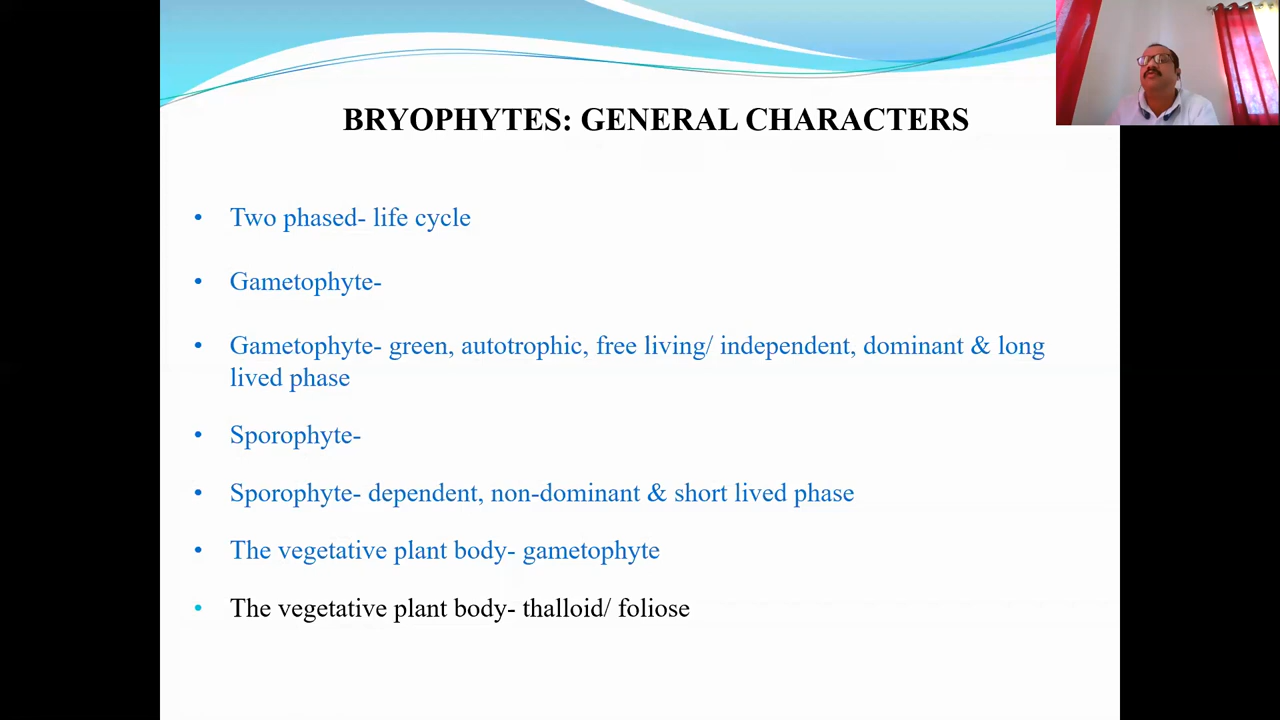 BRYOPHYTES: GENERAL CHARACTERS
• Two phased- life cycle
• Gametophyte-
• Gametophyte- green, autotrophic, free living/ independent, dominant & long
lived phase
• Sporophyte-
• Sporophyte- dependent, non-dominant & short lived phase
• The vegetative plant body- gametophyte
• The vegetative plant body- thalloid/ foliose